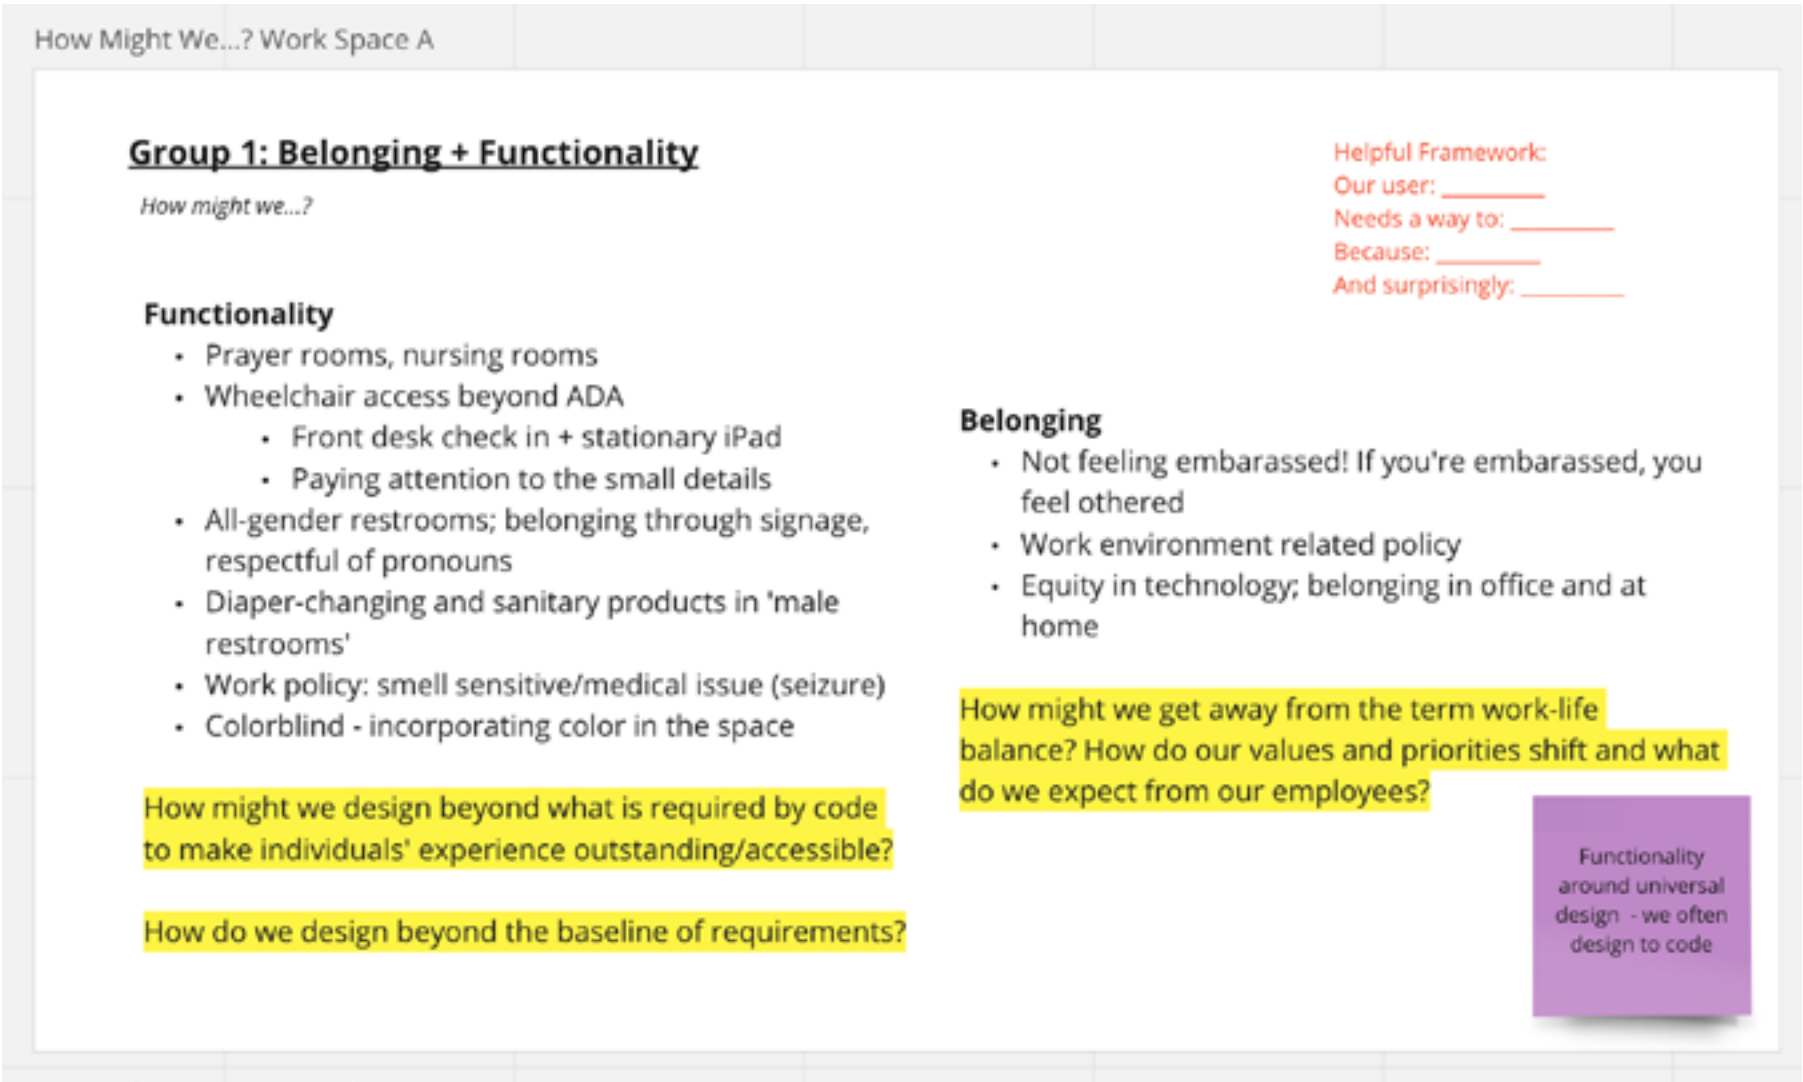 How Might We...? Work Space A
Group 1: Belonging + Functionality
How might we...?
Helpful Framework:
Our user: _________
Needs a way to: _________
Because: _________
And surprisingly: _________
Functionality
• Prayer rooms, nursing rooms
• Wheelchair access beyond ADA
• Front desk check in + stationary iPad
• Paying attention to the small details
• All-gender restrooms; belonging through signage,
respectful of pronouns
• Diaper-changing and sanitary products in 'male
restrooms'
• Work policy: smell sensitive/medical issue (seizure)
• Colorblind - incorporating color in the space
How might we design beyond what is required by code
to make individuals' experience outstanding/accessible?
How do we design beyond the baseline of requirements?
Belonging
• Not feeling embarassed! If you're embarassed, you
feel othered
• Work environment related policy
• Equity in technology; belonging in office and at
home
How might we get away from the term work-life
balance? How do our values and priorities shift and what
do we expect from our employees?
Functionality
around universal
design - we often
design to code